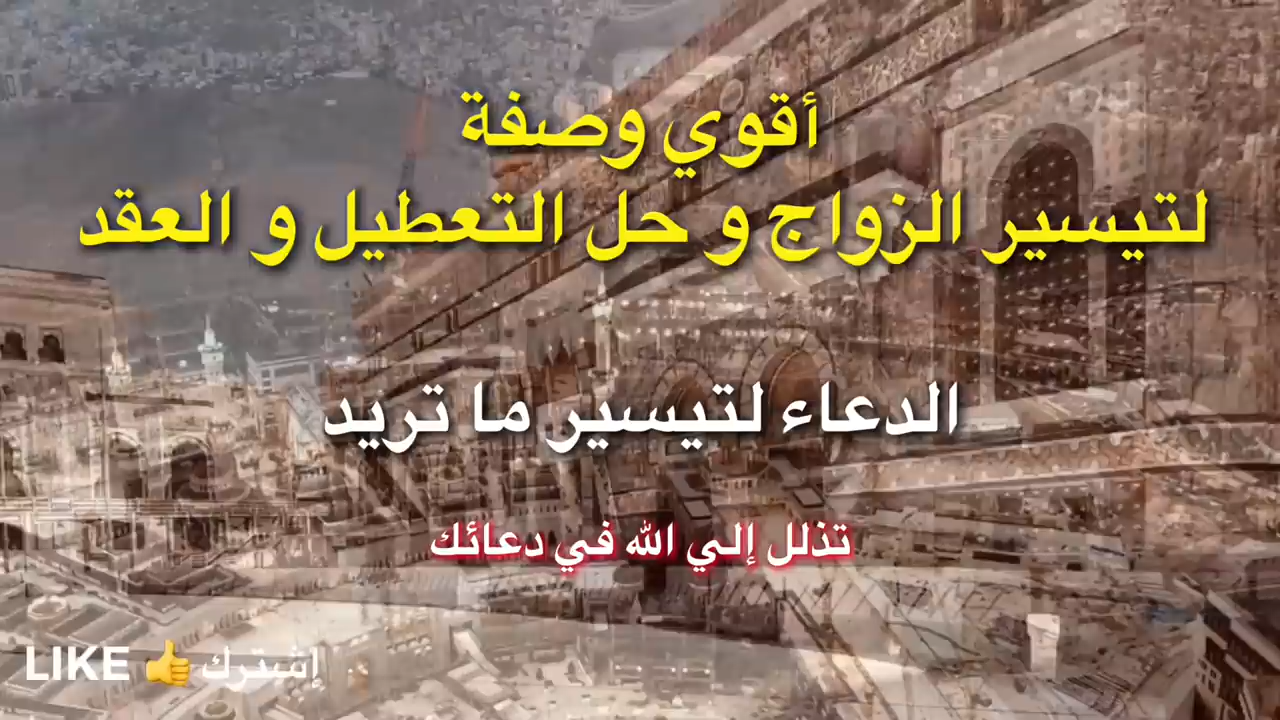 أقوي وصفة
لتيسير الزواج و حل التعطيل و العقد
الدعاء لتيسير ما تريد
تذلل إلي الله في دعائك
LIKE 👍 إشترك